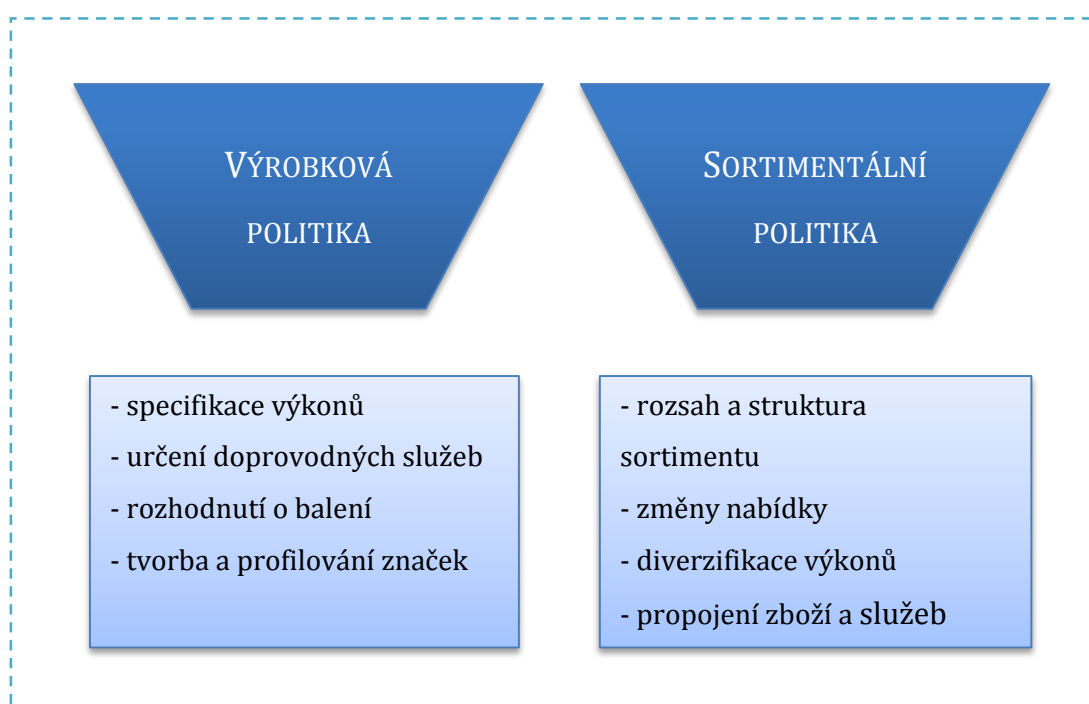 Výrobková
politika
- specifikace výkonů
- určení doprovodných služeb
- rozhodnutí o balení
- tvorba a profilování značek
Sortimentální
politika
- rozsah a struktura
sortimentu
- změny nabídky
- diverzifikace výkonů
- propojení zboží a služeb